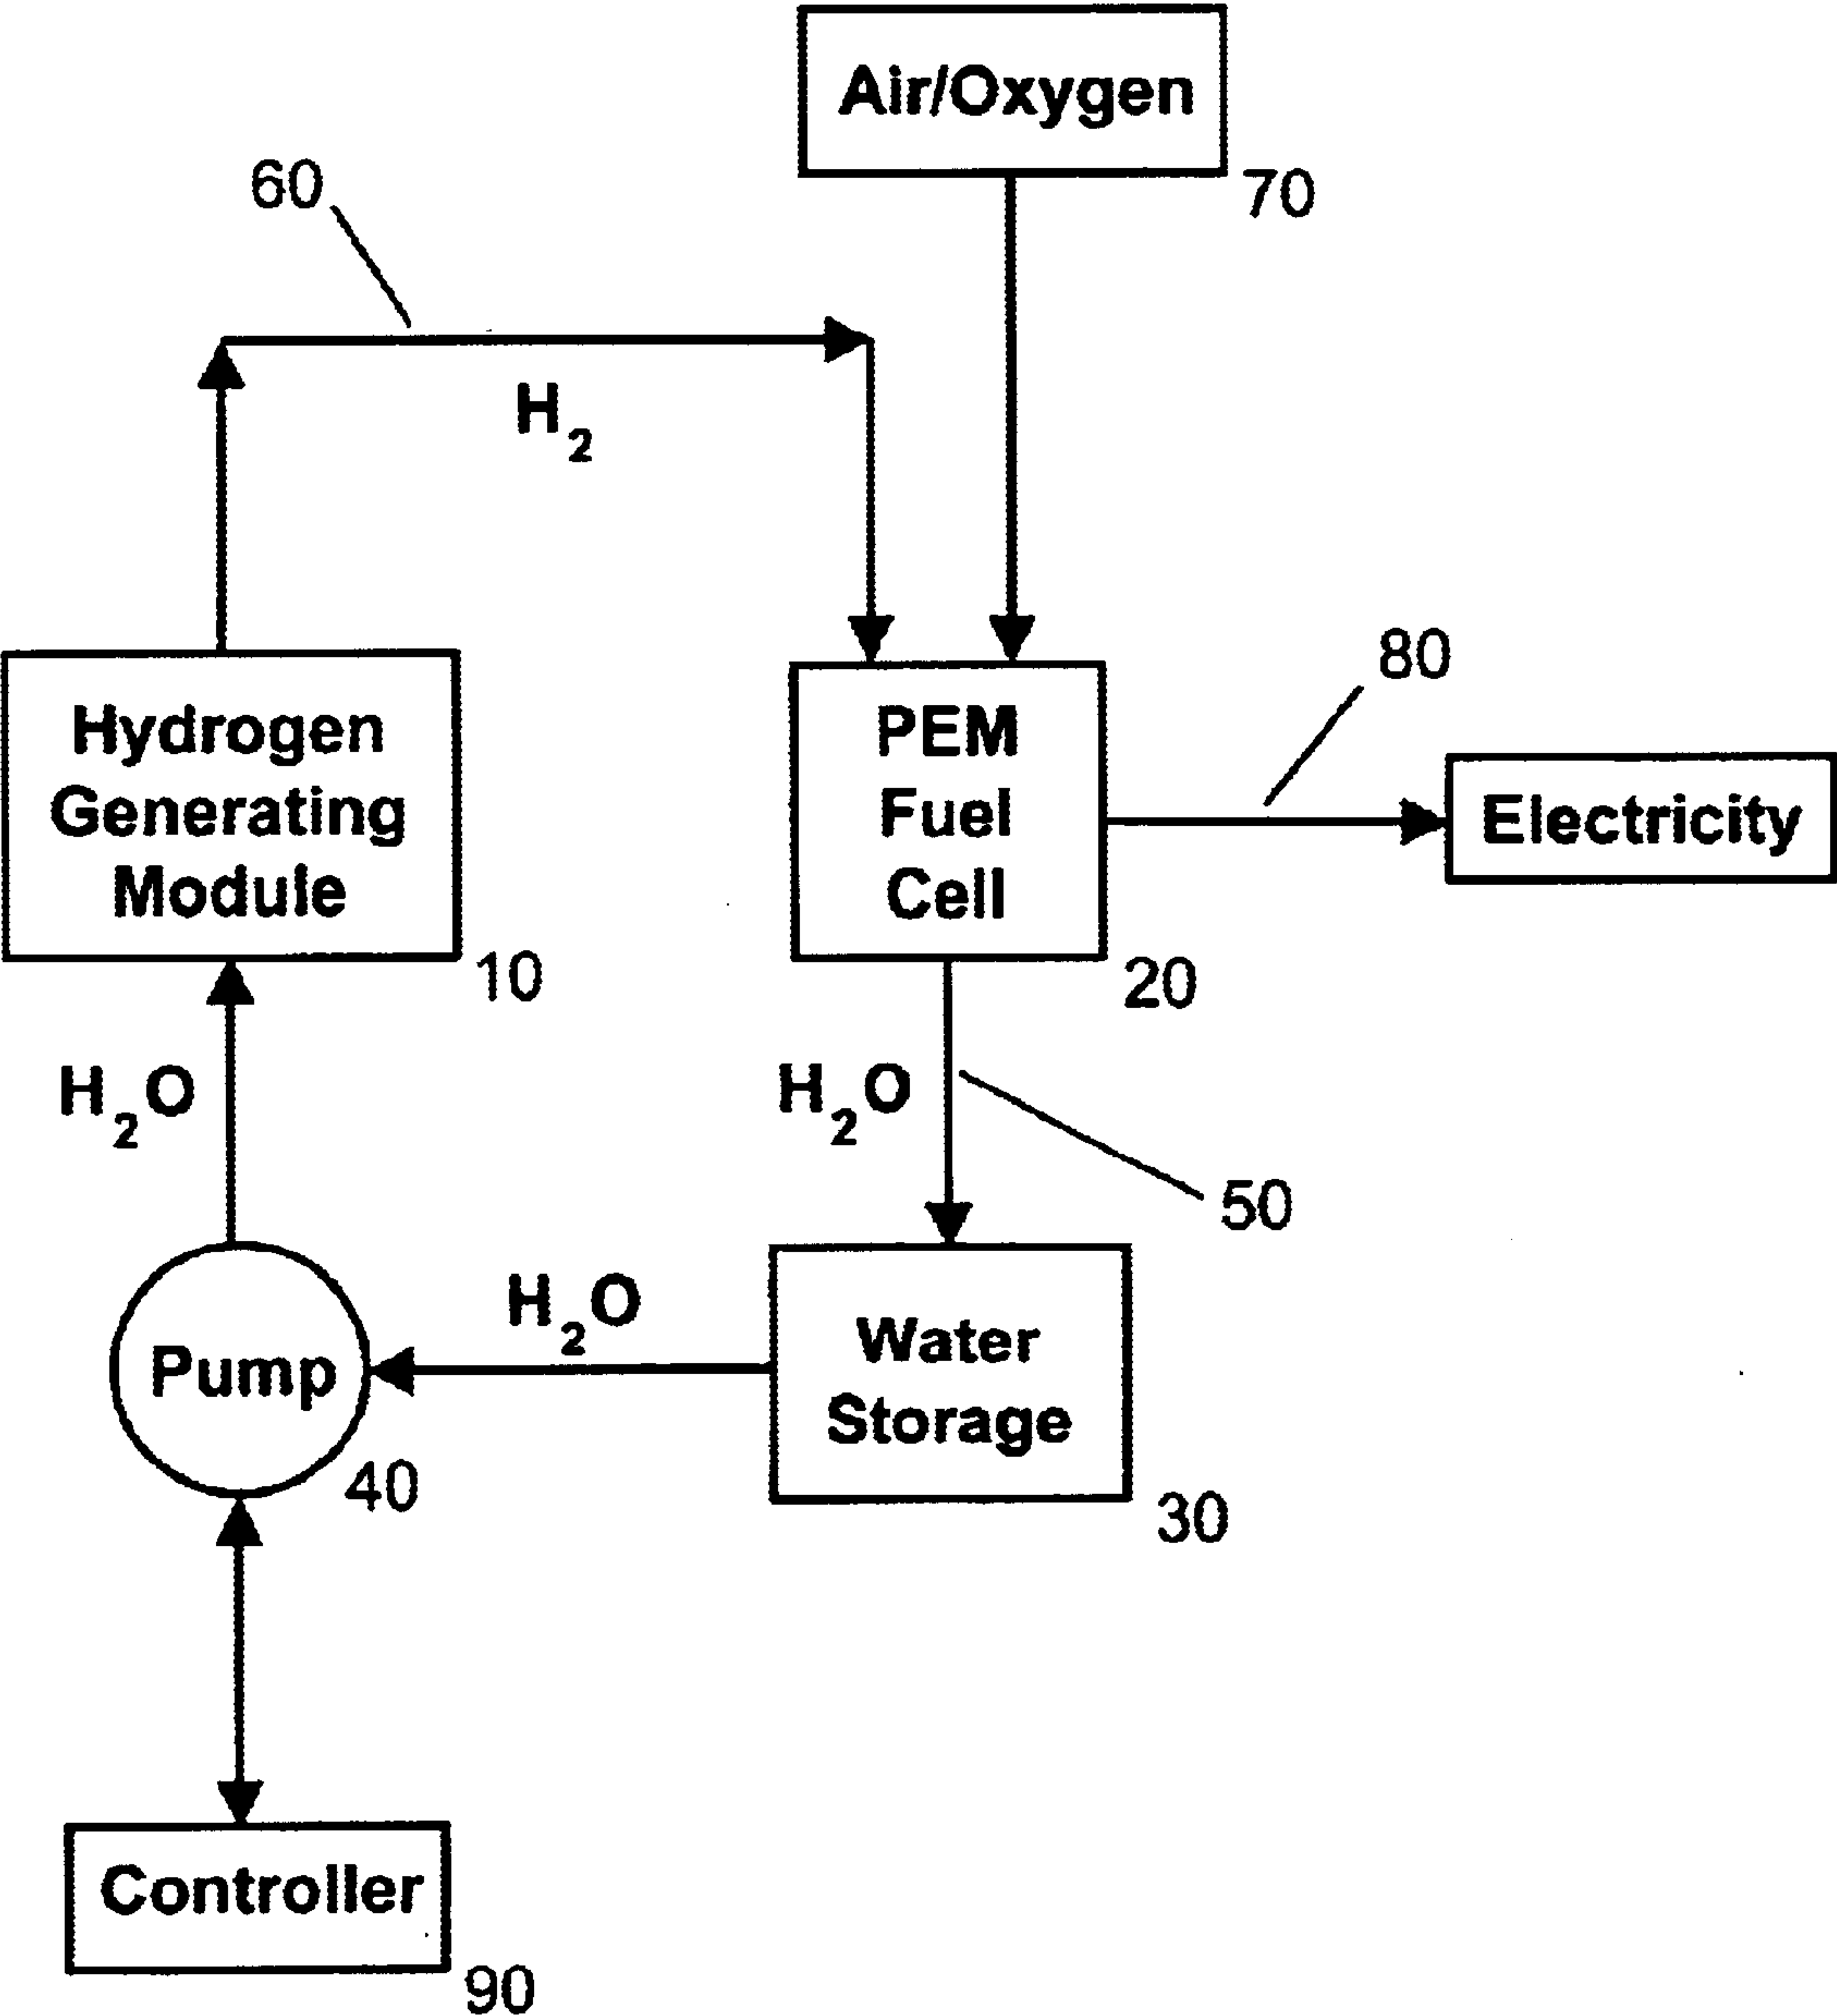 Air/Oxygen
70
60
H2
80
Hydrogen
Generating
Module
10
PEM
Fuel
Cell
20
Electricity
H2O
H2O
50
H2O
Pump
40
Water
Storage
30
Controller
90